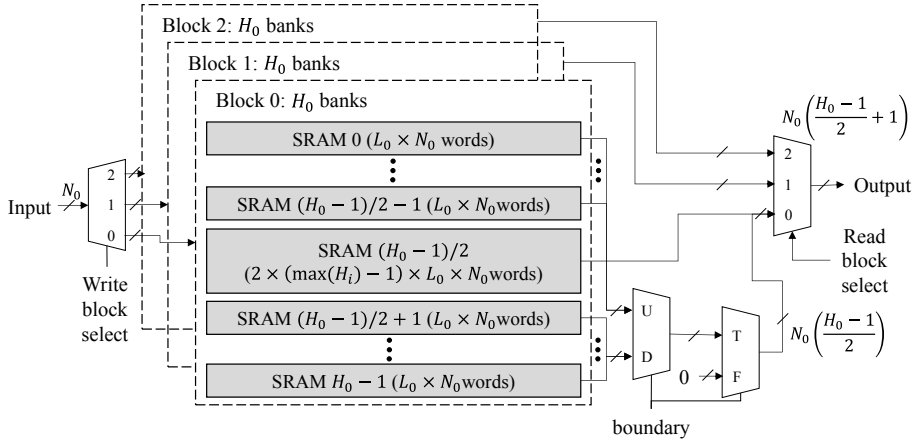 Block 2: H₀ banks
Block 1: H₀ banks
Block 0: H₀ banks
SRAM 0 (L₀ × N₀ words)
SRAM (H₀ − 1)/2 − 1 (L₀ × N₀words)
SRAM (H₀ − 1)/2
(2 × (max(Hᵢ) − 1) × L₀ × N₀words)
SRAM (H₀ − 1)/2 + 1 (L₀ × N₀words)
SRAM H₀ − 1 (L₀ × N₀words)
Input
N₀
2
1
0
Write
block
select
U
D
boundary
0
T
F
N₀((H₀ − 1)/2)
N₀((H₀ − 1)/2 + 1)
2
1
0
Output
Read
block
select